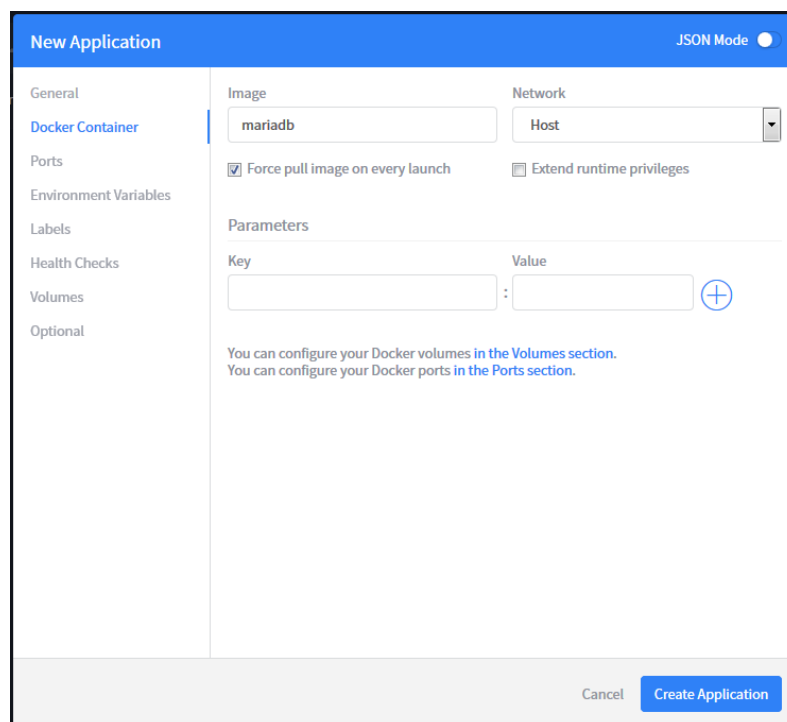 New Application
JSON Mode
General
Docker Container
Ports
Environment Variables
Labels
Health Checks
Volumes
Optional
Image
Network
mariadb
Host
Force pull image on every launch
Extend runtime privileges
Parameters
Key
Value
:
You can configure your Docker volumes in the Volumes section.
You can configure your Docker ports in the Ports section.
Cancel
Create Application